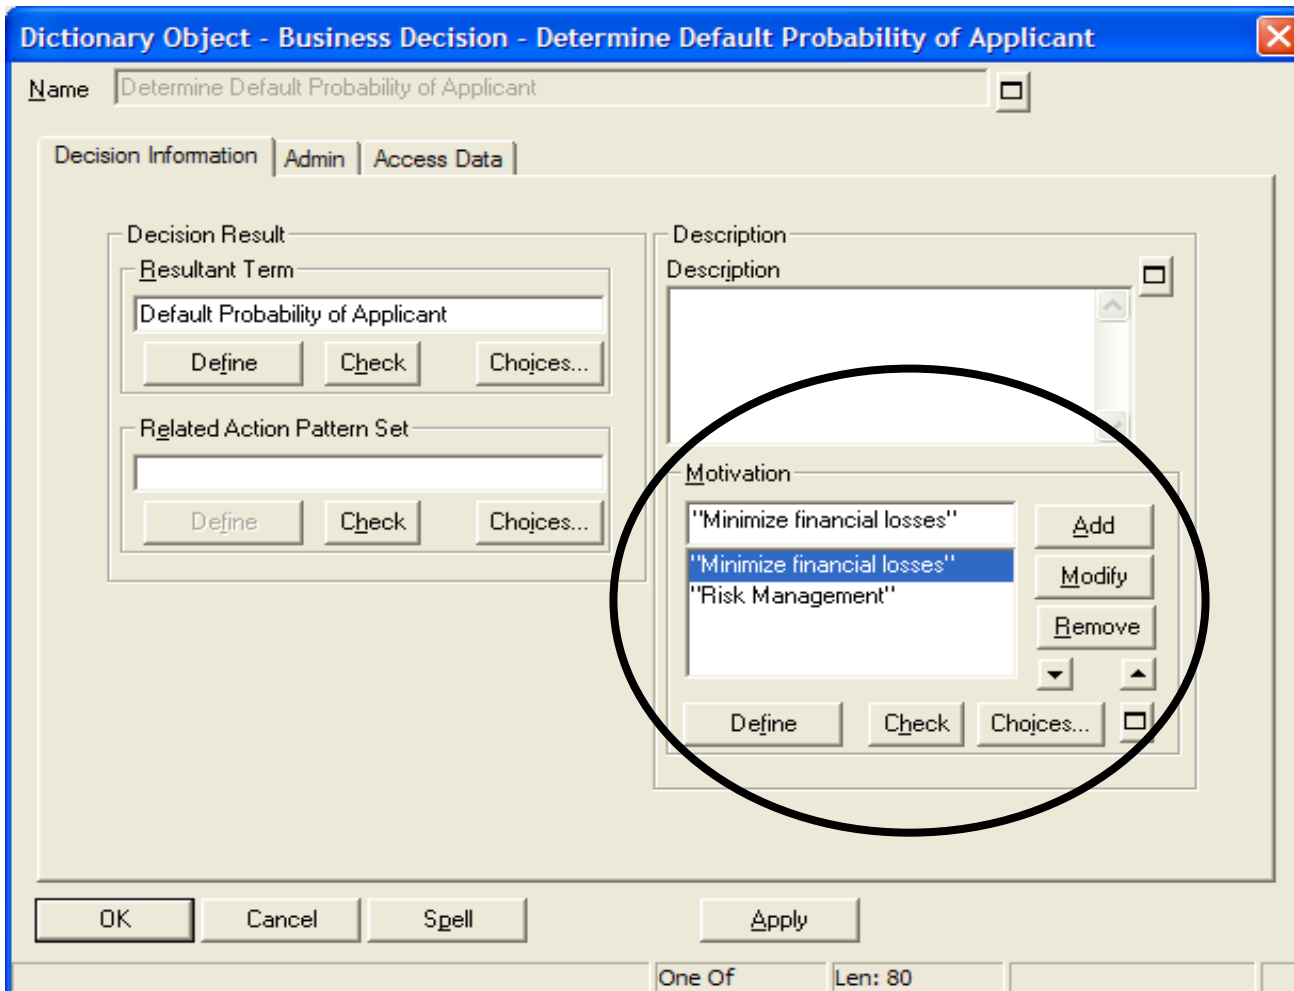 Dictionary Object - Business Decision - Determine Default Probability of Applicant
Name Determine Default Probability of Applicant
Decision Information Admin Access Data
Decision Result
Resultant Term
Default Probability of Applicant
Define Check Choices...
Related Action Pattern Set
Define Check Choices...
Description
Description
Motivation
"Minimize financial losses"
"Minimize financial losses"
"Risk Management"
Add
Modify
Remove
Define Check Choices...
OK Cancel Spell Apply
One Of Len: 80